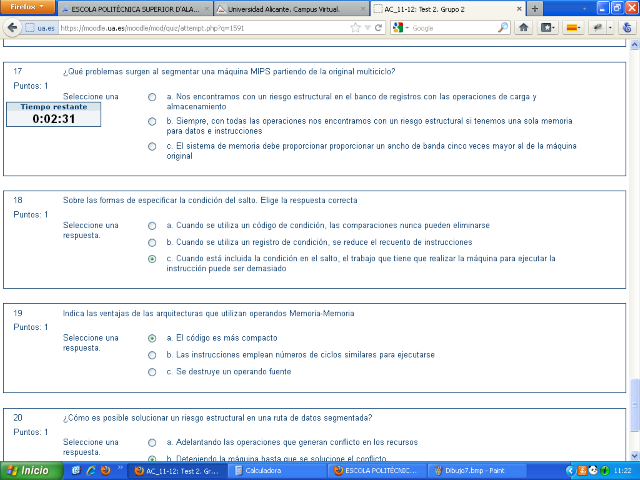 Firefox
ESCOLA POLITÈCNICA SUPERIOR D'ALA...
Universidad Alicante. Campus Virtual.
AC_11-12: Test 2. Grupo 2
ua.es
https://moodle.ua.es/moodle/mod/quiz/attempt.php?q=1591
Google
17
¿Qué problemas surgen al segmentar una máquina MIPS partiendo de la original multiciclo?
Puntos: 1
Seleccione una
a. Nos encontramos con un riesgo estructural en el banco de registros con las operaciones de carga y
almacenamiento
Tiempo restante
0:02:31
b. Siempre, con todas las operaciones nos encontramos con un riesgo estructural si tenemos una sola memoria
para datos e instrucciones
c. El sistema de memoria debe proporcionar proporcionar un ancho de banda cinco veces mayor al de la máquina
original
18
Sobre las formas de especificar la condición del salto. Elige la respuesta correcta
Puntos: 1
Seleccione una
respuesta.
a. Cuando se utiliza un código de condición, las comparaciones nunca pueden eliminarse
b. Cuando se utiliza un registro de condición, se reduce el recuento de instrucciones
c. Cuando está incluida la condición en el salto, el trabajo que tiene que realizar la máquina para ejecutar la
instrucción puede ser demasiado
19
Indica las ventajas de las arquitecturas que utilizan operandos Memoria-Memoria
Puntos: 1
Seleccione una
respuesta.
a. El código es más compacto
b. Las instrucciones emplean números de ciclos similares para ejecutarse
c. Se destruye un operando fuente
20
¿Cómo es posible solucionar un riesgo estructural en una ruta de datos segmentada?
Puntos: 1
Seleccione una
respuesta.
a. Adelantando las operaciones que generan conflicto en los recursos
b. Deteniendo la máquina hasta que se solucione el conflicto
Inicio
AC_11-12: Test 2. Gr...
Calculadora
ESCOLA POLITÈCNIC...
Dibujo7.bmp - Paint
11:22